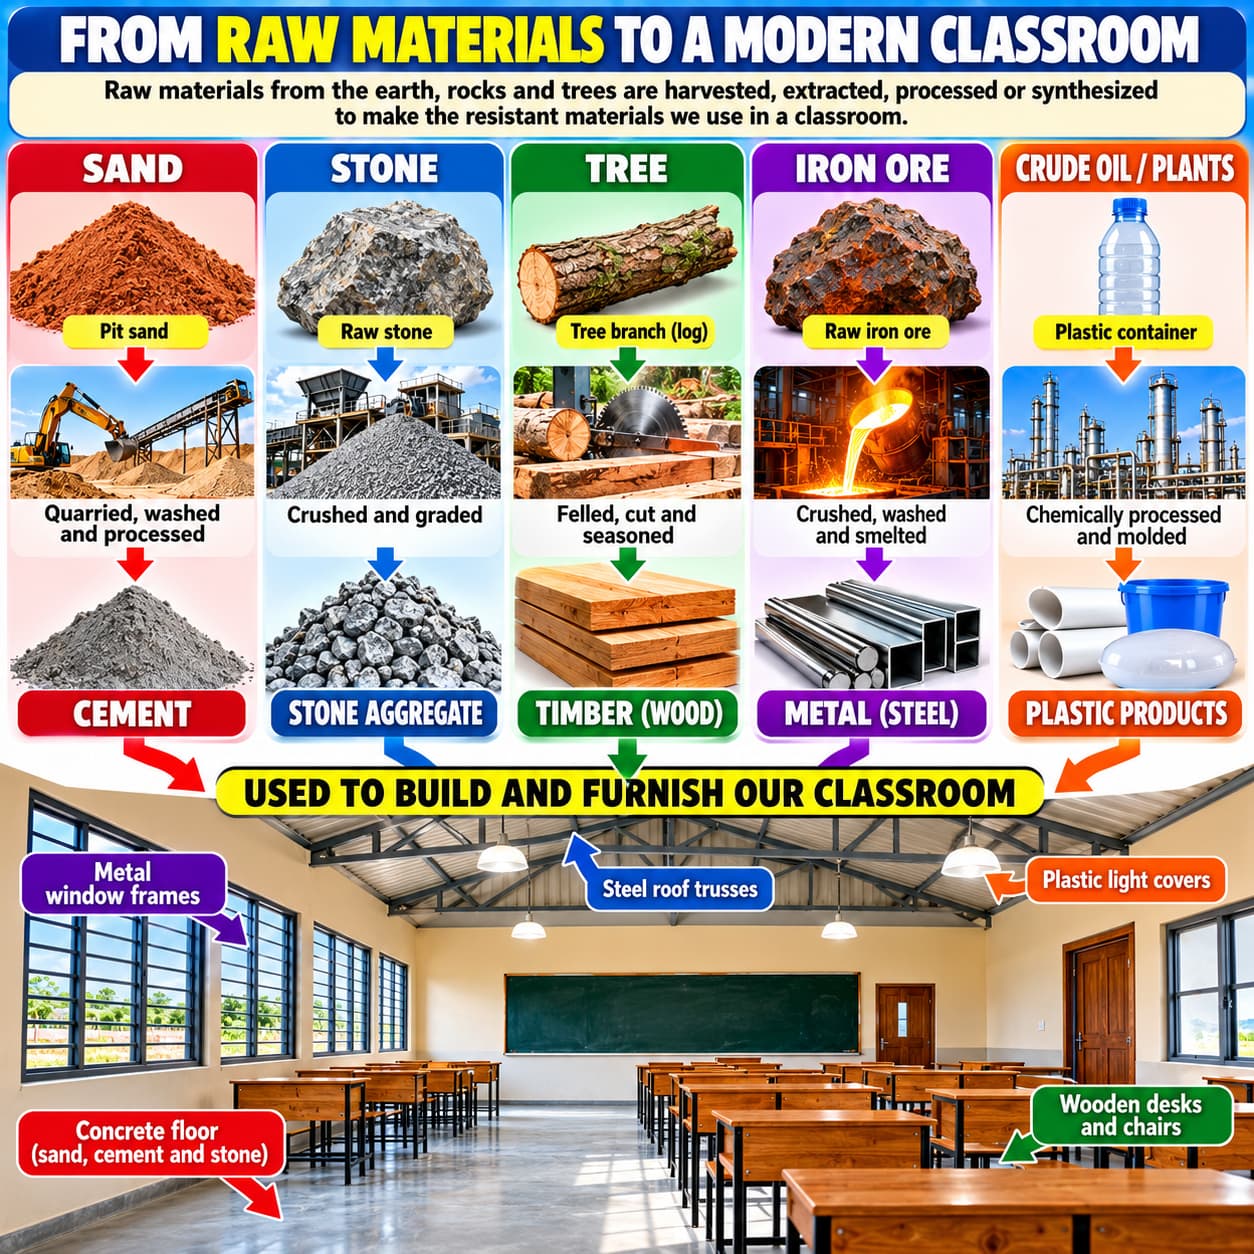 FROM RAW MATERIALS TO A MODERN CLASSROOM
Raw materials from the earth, rocks and trees are harvested, extracted, processed or synthesized
to make the resistant materials we use in a classroom.
SAND
STONE
TREE
IRON ORE
CRUDE OIL / PLANTS
Pit sand
Raw stone
Tree branch (log)
Raw iron ore
Plastic container
Quarried, washed
and processed
Crushed and graded
Felled, cut and
seasoned
Crushed, washed
and smelted
Chemically processed
and molded
CEMENT
STONE AGGREGATE
TIMBER (WOOD)
METAL (STEEL)
PLASTIC PRODUCTS
USED TO BUILD AND FURNISH OUR CLASSROOM
Metal
window frames
Steel roof trusses
Plastic light covers
Concrete floor
(sand, cement and stone)
Wooden desks
and chairs